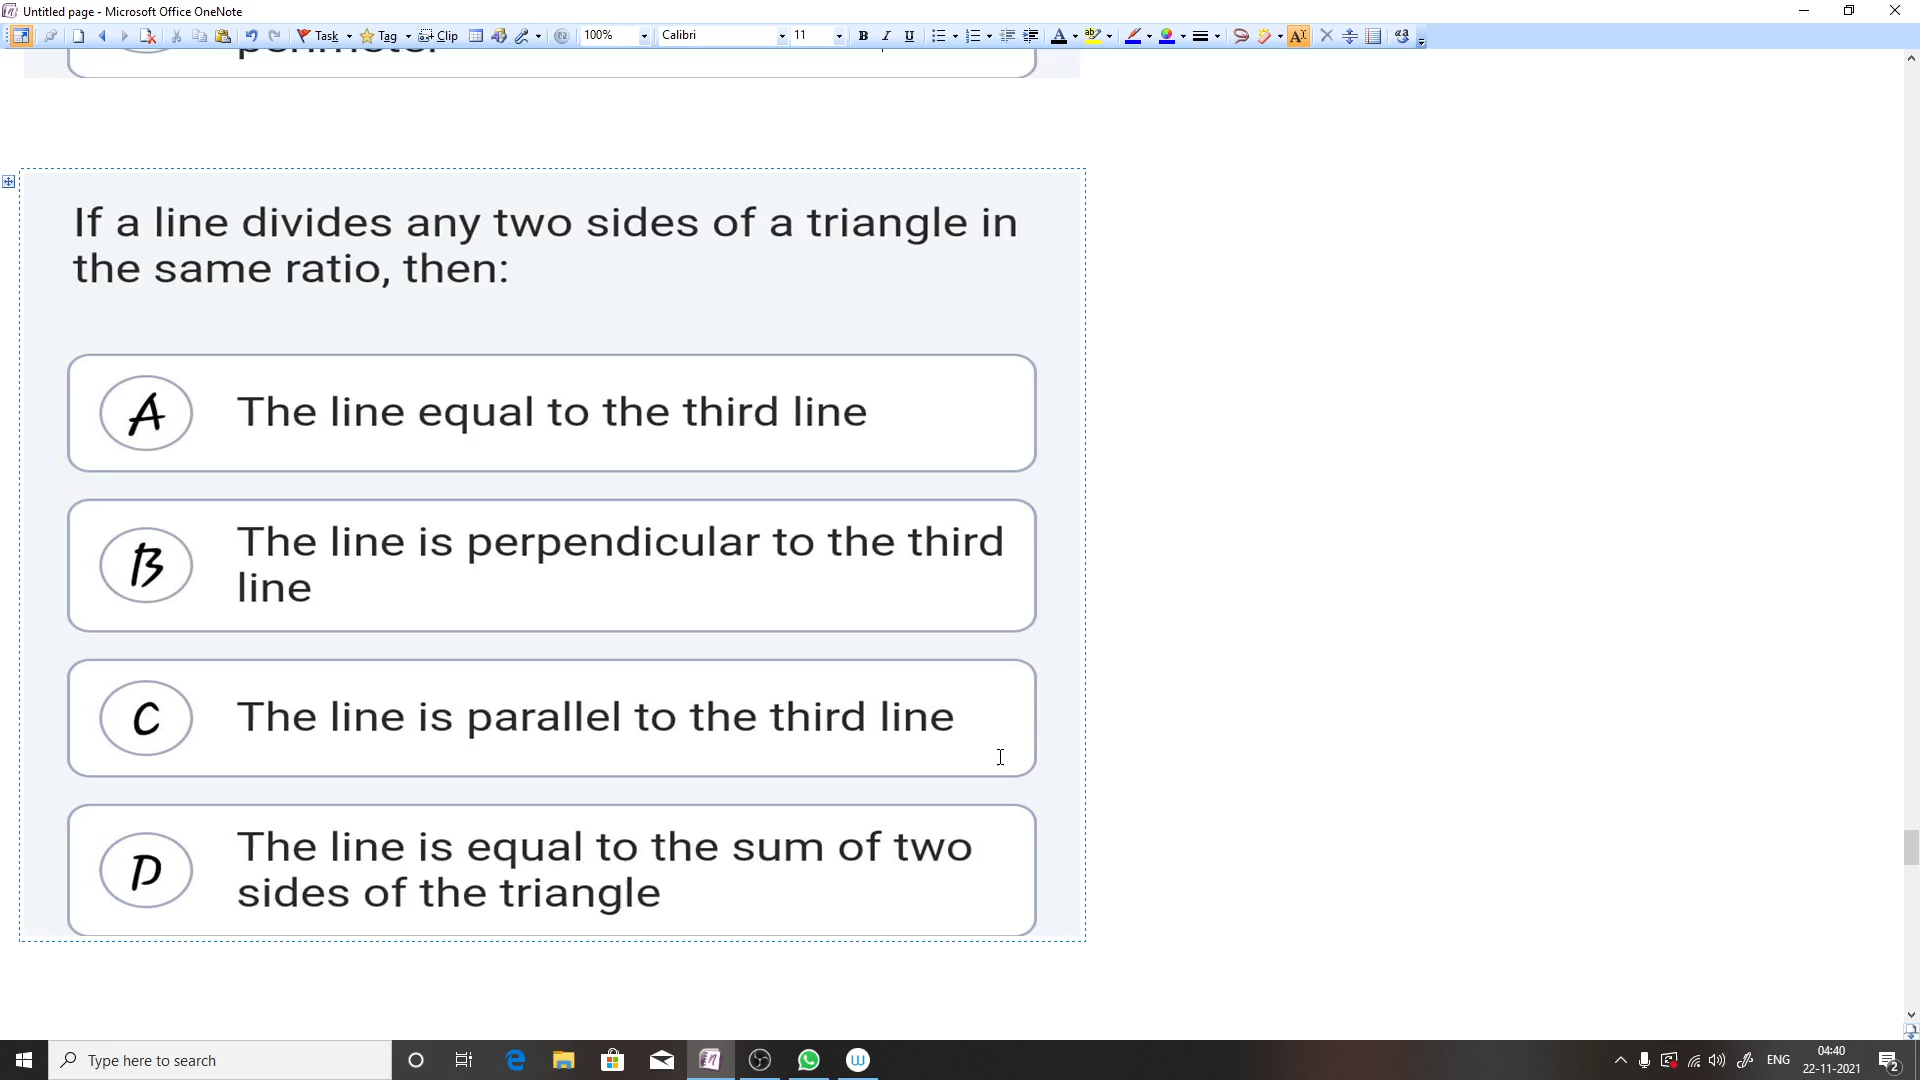 Untitled page - Microsoft Office OneNote
Task
Tag
Clip
100%
Calibri
11
If a line divides any two sides of a triangle in
the same ratio, then:
A The line equal to the third line
B The line is perpendicular to the third
line
C The line is parallel to the third line
D The line is equal to the sum of two
sides of the triangle
Type here to search
ENG
04:40
22-11-2021
2